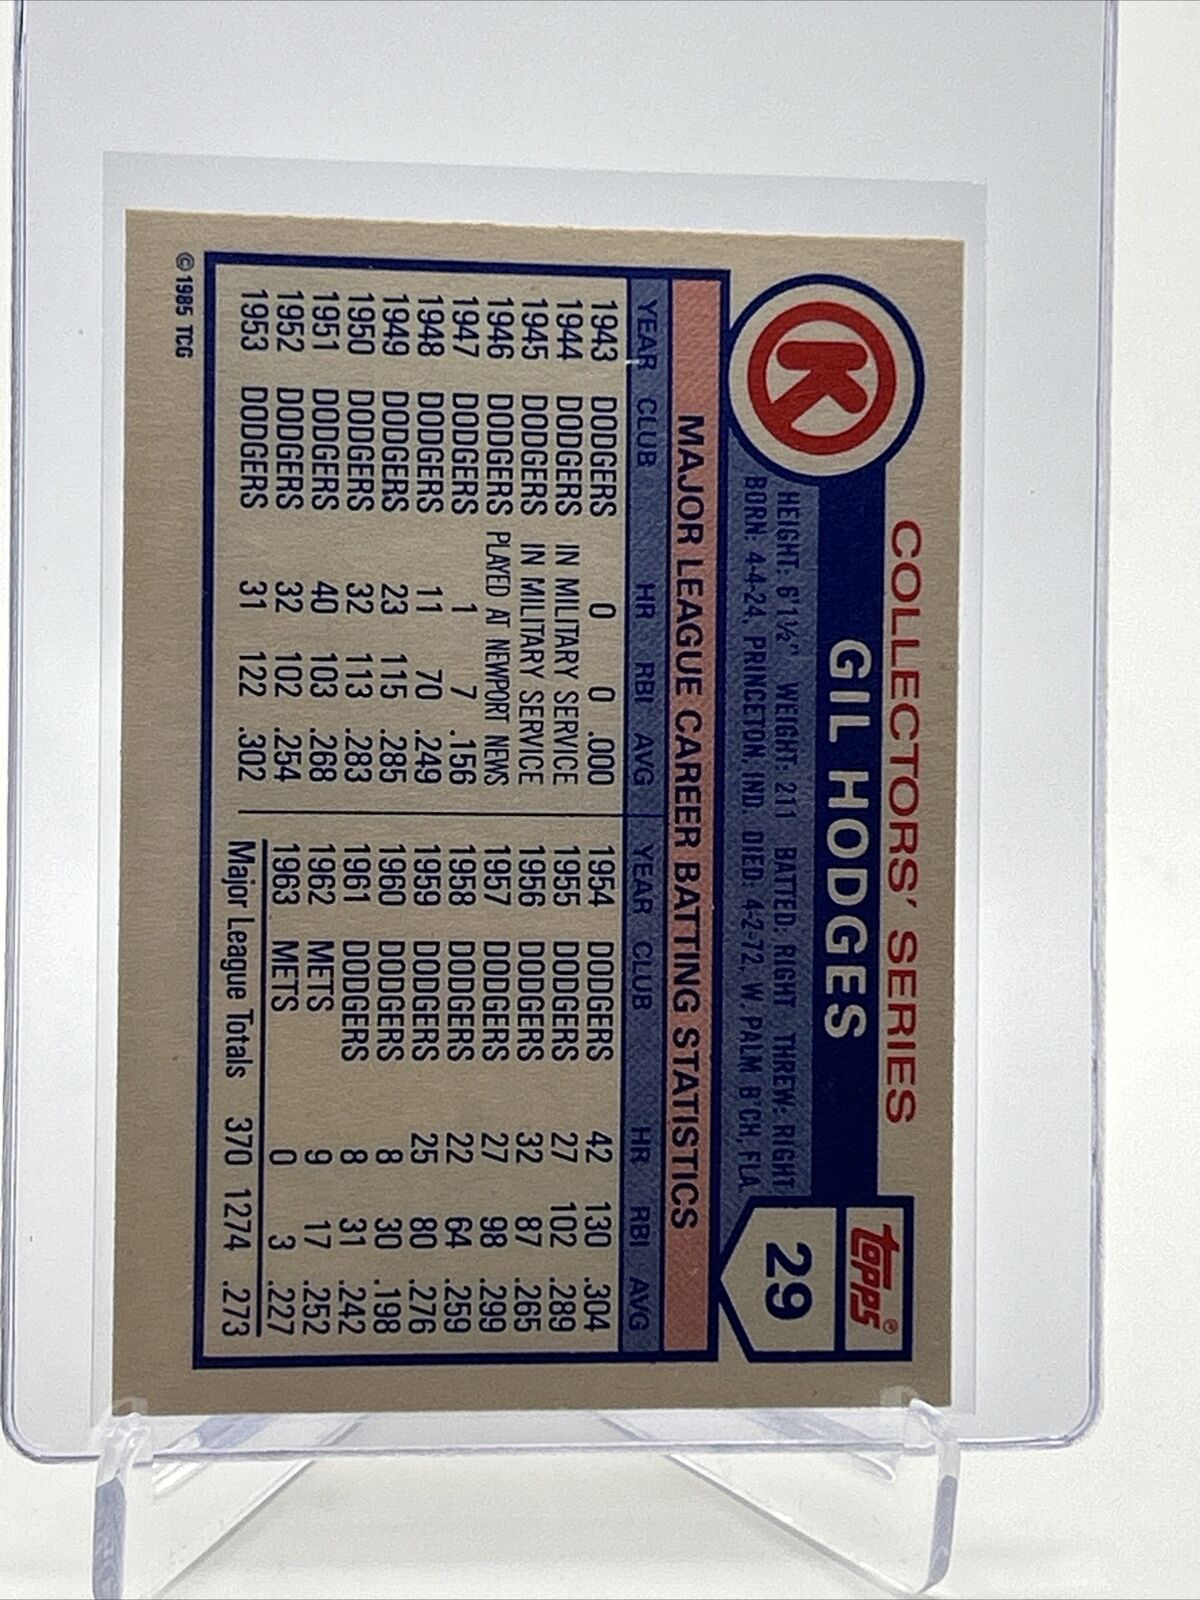 COLLECTORS' SERIES
K
GIL HODGES
topps®
29
HEIGHT: 6'1½" WEIGHT: 211 BATTED: RIGHT THREW: RIGHT
BORN: 4-4-24, PRINCETON, IND. DIED: 4-2-72, W. PALM B'CH, FLA.
MAJOR LEAGUE CAREER BATTING STATISTICS
YEAR CLUB HR RBI AVG
1943 DODGERS 0 0 .000
1944 DODGERS IN MILITARY SERVICE
1945 DODGERS IN MILITARY SERVICE
1946 DODGERS PLAYED AT NEWPORT NEWS
1947 DODGERS 1 7 .156
1948 DODGERS 11 70 .249
1949 DODGERS 23 115 .285
1950 DODGERS 32 113 .283
1951 DODGERS 40 103 .268
1952 DODGERS 32 102 .254
1953 DODGERS 31 122 .302
YEAR CLUB HR RBI AVG
1954 DODGERS 42 130 .304
1955 DODGERS 27 102 .289
1956 DODGERS 32 87 .265
1957 DODGERS 27 98 .299
1958 DODGERS 22 64 .259
1959 DODGERS 25 80 .276
1960 DODGERS 8 30 .198
1961 DODGERS 8 31 .242
1962 METS 9 17 .252
1963 METS 0 3 .227
Major League Totals 370 1274 .273
© 1985 TCG